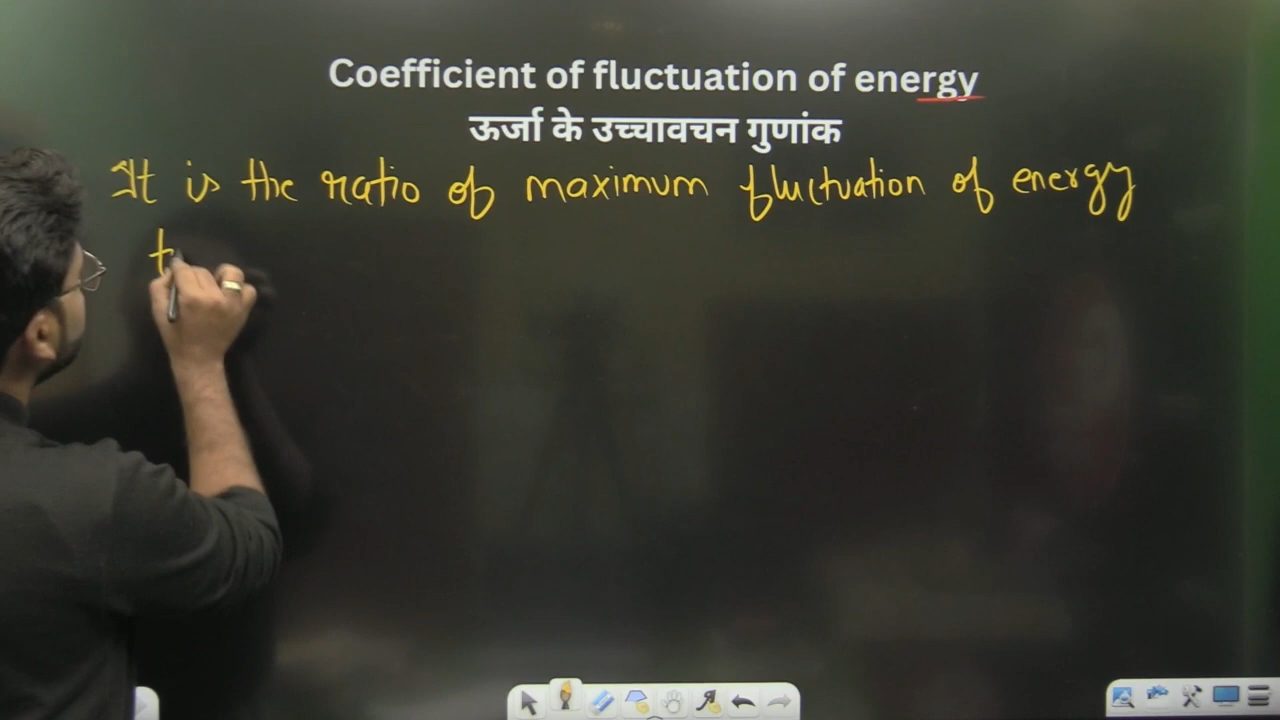 Coefficient of fluctuation of energy
ऊर्जा के उच्चावचन गुणांक
It is the ratio of maximum fluctuation of energy
t